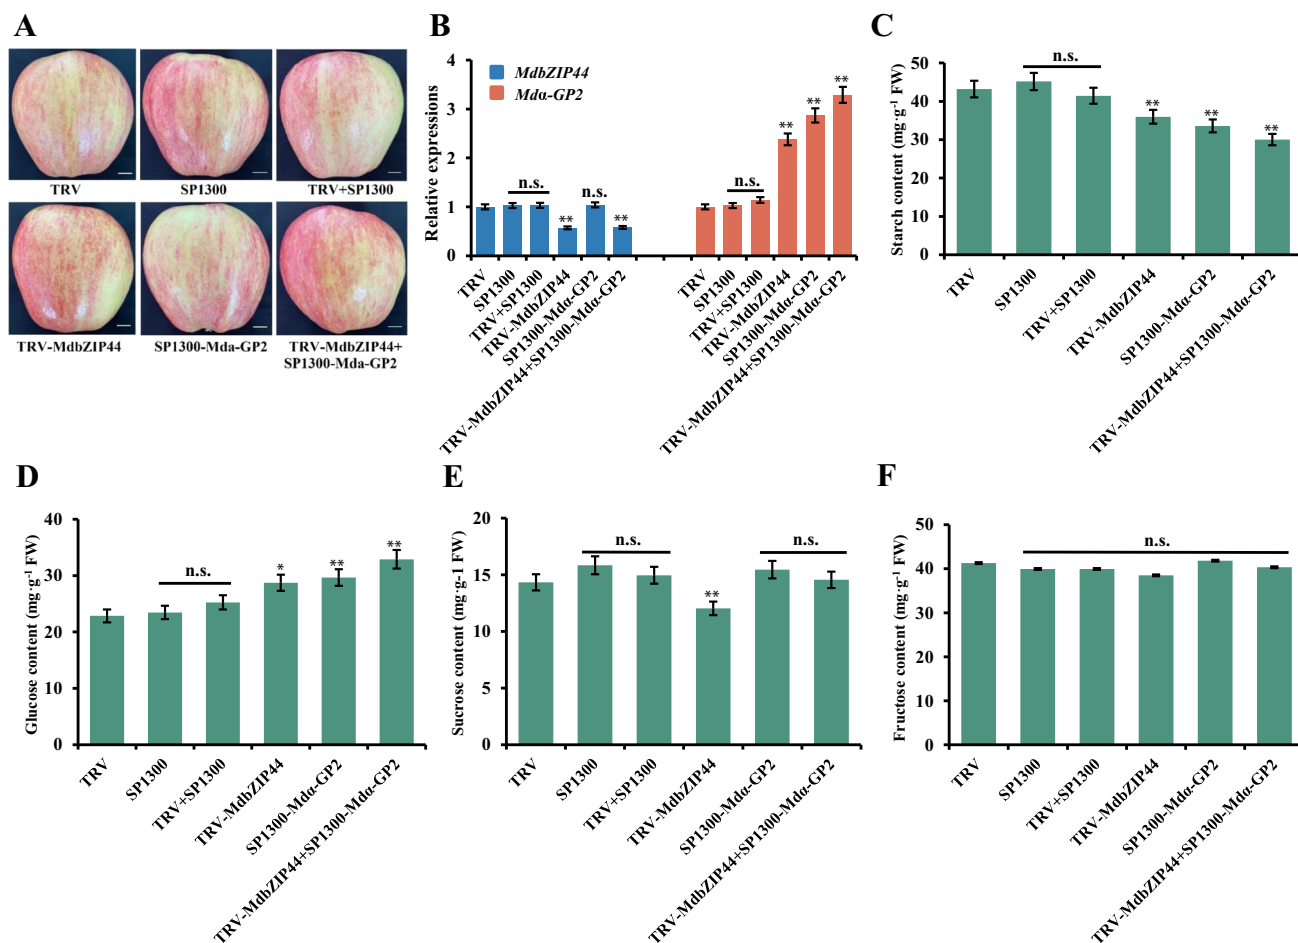 A
TRV
SP1300
TRV+SP1300
TRV-MdbZIP44
SP1300-Mda-GP2
TRV-MdbZIP44+
SP1300-Mda-GP2
B
Relative expressions
4
3
2
1
0
MdbZIP44
Mdα-GP2
n.s.
**
n.s.
**
n.s.
**
**
**
TRV
SP1300
TRV+SP1300
TRV-MdbZIP44
SP1300-Mdα-GP2
TRV-MdbZIP44+SP1300-Mdα-GP2
TRV
SP1300
TRV+SP1300
TRV-MdbZIP44
SP1300-Mdα-GP2
TRV-MdbZIP44+SP1300-Mdα-GP2
C
Starch content (mg·g-1 FW)
50
40
30
20
10
0
n.s.
**
**
**
TRV
SP1300
TRV+SP1300
TRV-MdbZIP44
SP1300-Mdα-GP2
TRV-MdbZIP44+SP1300-Mdα-GP2
D
Glucose content (mg·g-1 FW)
40
30
20
10
0
n.s.
*
**
**
TRV
SP1300
TRV+SP1300
TRV-MdbZIP44
SP1300-Mdα-GP2
TRV-MdbZIP44+SP1300-Mdα-GP2
E
Sucrose content (mg·g-1 FW)
20
15
10
5
0
n.s.
**
n.s.
TRV
SP1300
TRV+SP1300
TRV-MdbZIP44
SP1300-Mdα-GP2
TRV-MdbZIP44+SP1300-Mdα-GP2
F
Fructose content (mg·g-1 FW)
50
40
30
20
10
0
n.s.
TRV
SP1300
TRV+SP1300
TRV-MdbZIP44
SP1300-Mdα-GP2
TRV-MdbZIP44+SP1300-Mdα-GP2